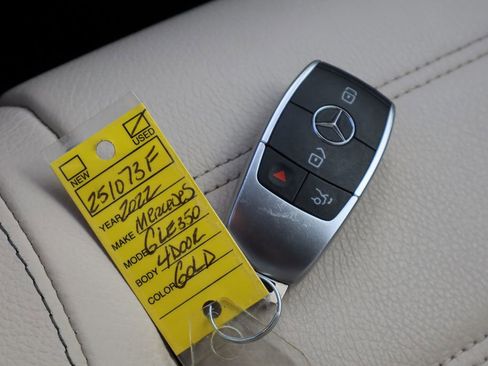 NEW
USED
251073F
YEAR 2022
MAKE MERCEDES
MODEL GLE350
BODY 4DOOR
COLOR GOLD